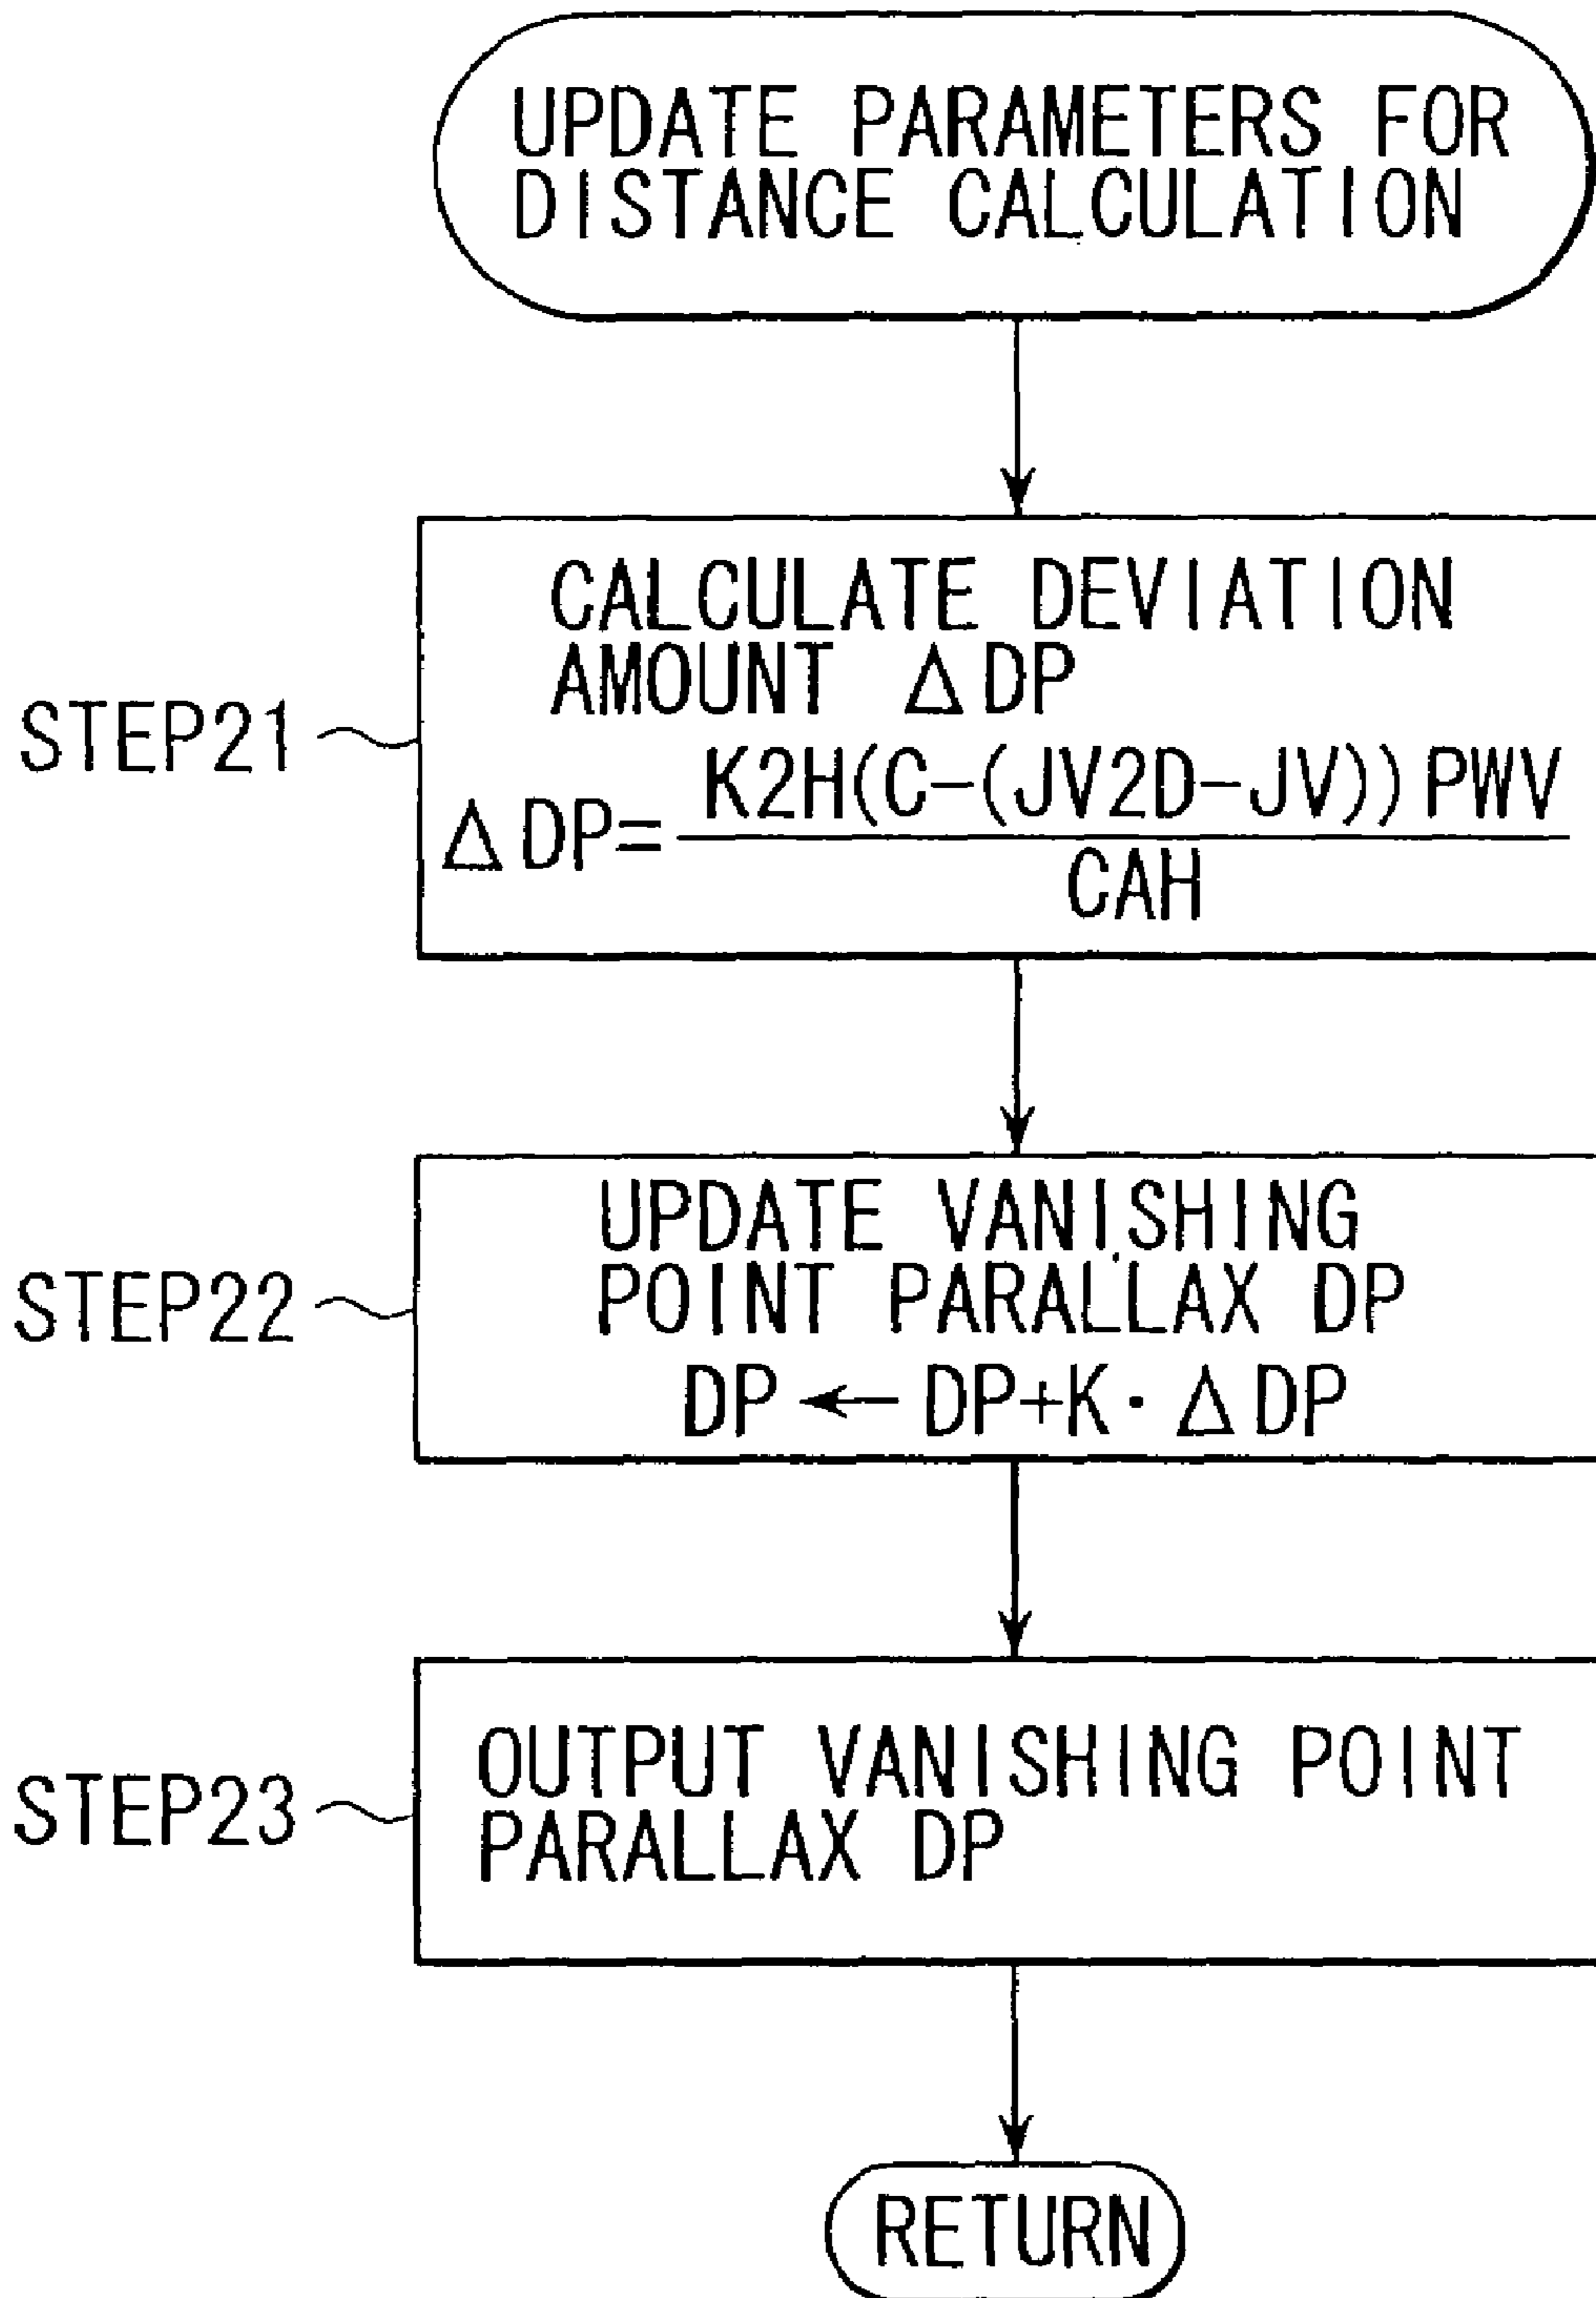 UPDATE PARAMETERS FOR
DISTANCE CALCULATION
CALCULATE DEVIATION
AMOUNT ΔDP
STEP21
ΔDP=K2H(C-(JV2D-JV))PWV
CAH
UPDATE VANISHING
POINT PARALLAX DP
STEP22
DP ← DP+K·ΔDP
OUTPUT VANISHING POINT
PARALLAX DP
STEP23
RETURN